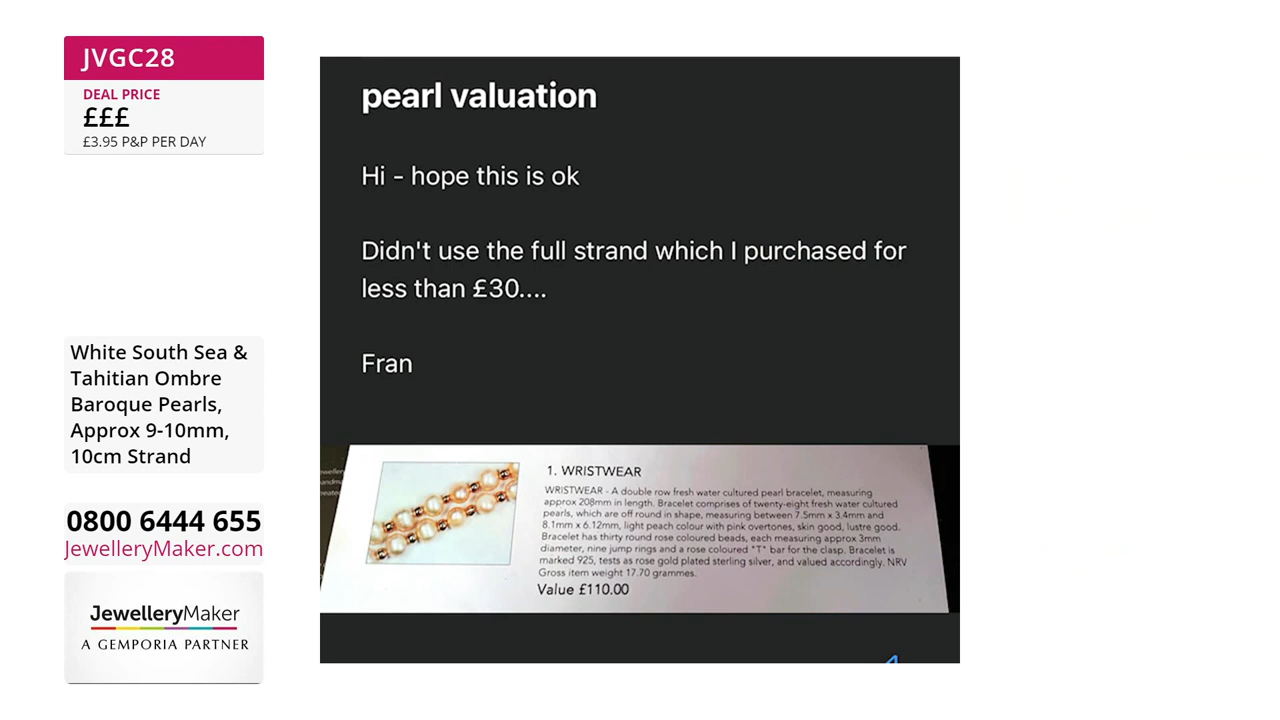 JVGC28
DEAL PRICE
£££
£3.95 P&P PER DAY
White South Sea &
Tahitian Ombre
Baroque Pearls,
Approx 9-10mm,
10cm Strand
0800 6444 655
JewelleryMaker.com
JewelleryMaker
A GEMPORIA PARTNER
pearl valuation
Hi - hope this is ok
Didn't use the full strand which I purchased for
less than £30....
Fran
1. WRISTWEAR
WRISTWEAR - A double row fresh water cultured pearl bracelet, measuring
approx 208mm in length. Bracelet comprises of twenty-eight fresh water cultured
pearls, which are off round in shape, measuring between 7.5mm x 3.4mm and
8.1mm x 6.12mm, light peach colour with pink overtones, skin good, lustre good.
Bracelet has thirty round rose coloured beads, each measuring approx 3mm
diameter, nine jump rings and a rose coloured "T" bar for the clasp. Bracelet is
marked 925, tests as rose gold plated sterling silver, and valued accordingly. NRV
Gross item weight 17.70 grammes.
Value £110.00